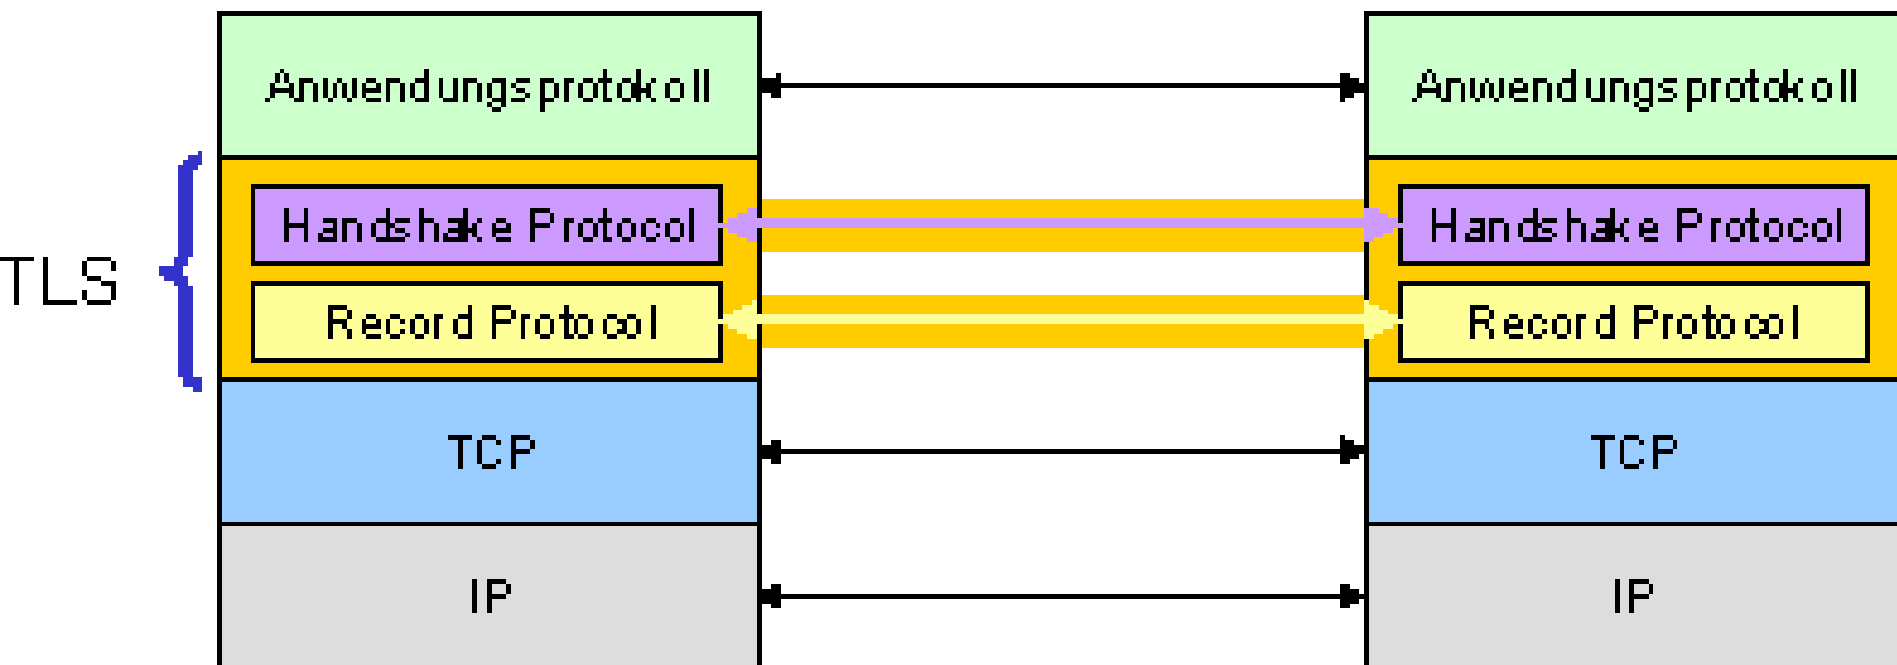 Anwendungsprotokoll Anwendungsprotokoll
Handshake Protocol Handshake Protocol
TLS
Record Protocol Record Protocol
TCP TCP
IP IP